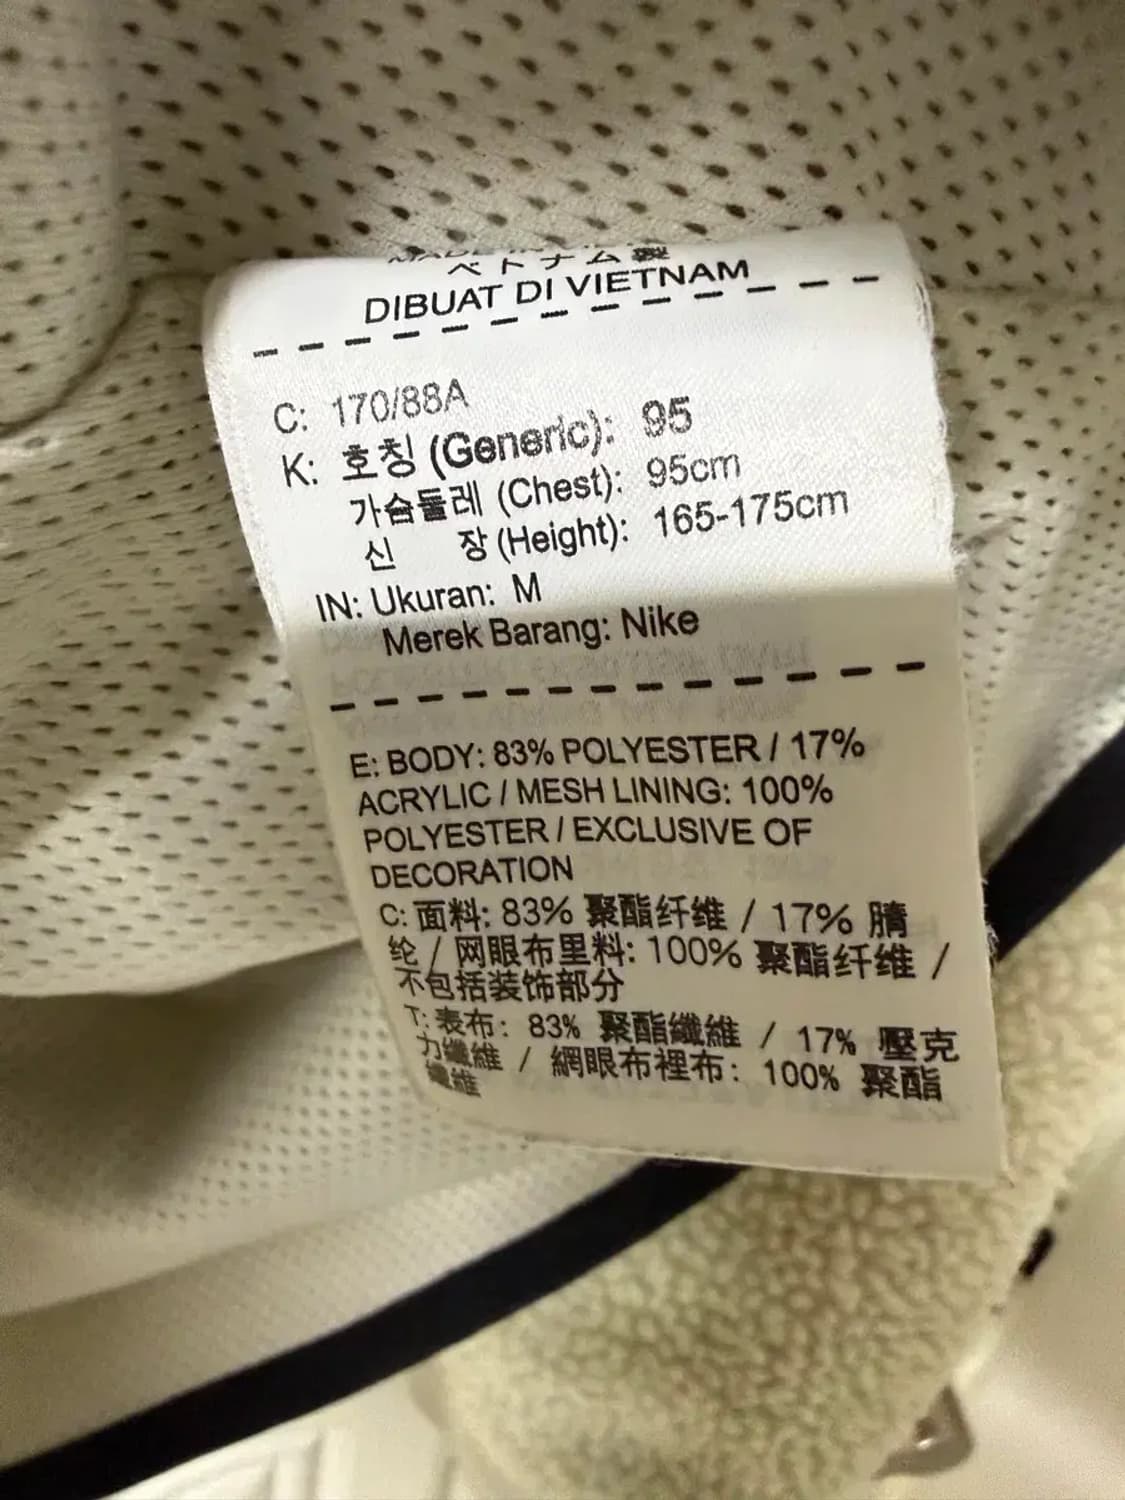 ベトナム製
DIBUAT DI VIETNAM
C: 170/88A
K: 호칭 (Generic): 95
가슴둘레 (Chest): 95cm
신 장 (Height): 165-175cm
IN: Ukuran: M
Merek Barang: Nike
E: BODY: 83% POLYESTER / 17%
ACRYLIC / MESH LINING: 100%
POLYESTER / EXCLUSIVE OF
DECORATION
C: 面料: 83% 聚酯纤维 / 17% 腈
纶 / 网眼布里料: 100% 聚酯纤维 /
不包括装饰部分
T: 表布: 83% 聚酯纖維 / 17% 壓克
力纖維 / 網眼布裡布: 100% 聚酯
纖維